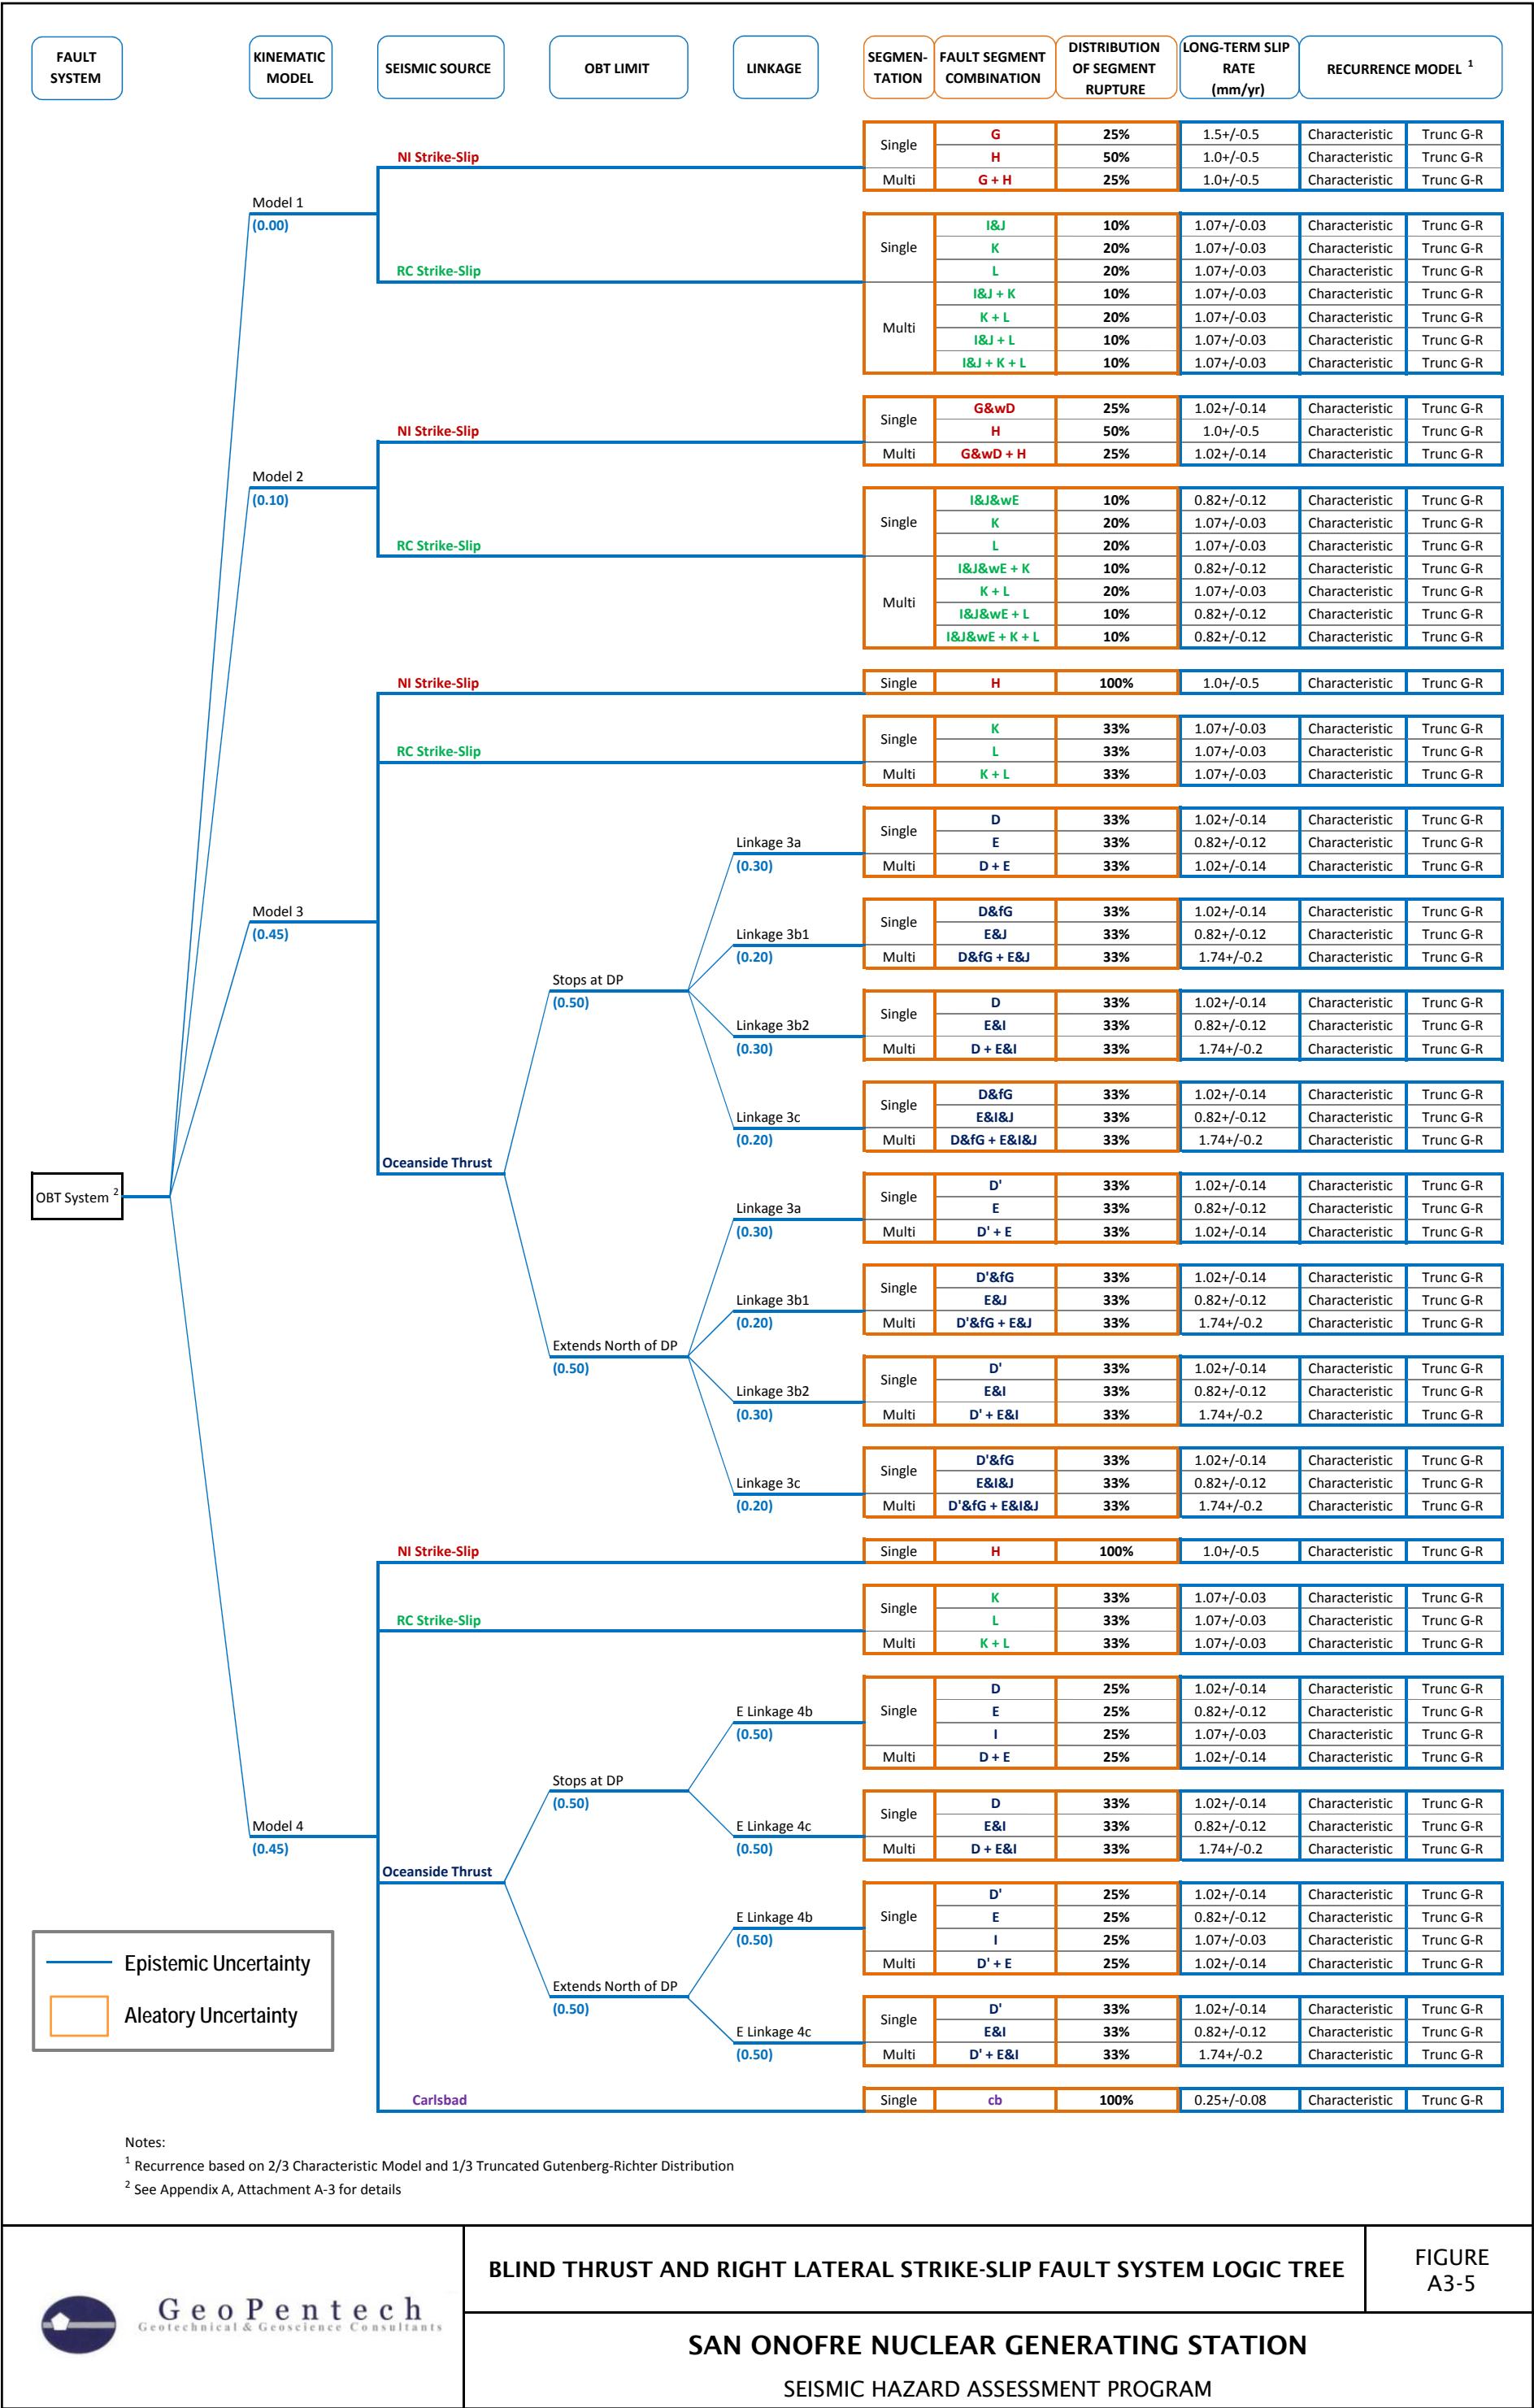 FAULT SYSTEM
KINEMATIC MODEL
SEISMIC SOURCE
OBT LIMIT
LINKAGE
SEGMEN-TATION
FAULT SEGMENT COMBINATION
DISTRIBUTION OF SEGMENT RUPTURE
LONG-TERM SLIP RATE (mm/yr)
RECURRENCE MODEL 1
OBT System 2
Model 1
(0.00)
NI Strike-Slip
Single G 25% 1.5+/-0.5 Characteristic Trunc G-R
H 50% 1.0+/-0.5 Characteristic Trunc G-R
Multi G + H 25% 1.0+/-0.5 Characteristic Trunc G-R
RC Strike-Slip
Single I&J 10% 1.07+/-0.03 Characteristic Trunc G-R
K 20% 1.07+/-0.03 Characteristic Trunc G-R
L 20% 1.07+/-0.03 Characteristic Trunc G-R
Multi I&J + K 10% 1.07+/-0.03 Characteristic Trunc G-R
K + L 20% 1.07+/-0.03 Characteristic Trunc G-R
I&J + L 10% 1.07+/-0.03 Characteristic Trunc G-R
I&J + K + L 10% 1.07+/-0.03 Characteristic Trunc G-R
Model 2
(0.10)
NI Strike-Slip
Single G&wD 25% 1.02+/-0.14 Characteristic Trunc G-R
H 50% 1.0+/-0.5 Characteristic Trunc G-R
Multi G&wD + H 25% 1.02+/-0.14 Characteristic Trunc G-R
RC Strike-Slip
Single I&J&wE 10% 0.82+/-0.12 Characteristic Trunc G-R
K 20% 1.07+/-0.03 Characteristic Trunc G-R
L 20% 1.07+/-0.03 Characteristic Trunc G-R
Multi I&J&wE + K 10% 0.82+/-0.12 Characteristic Trunc G-R
K + L 20% 1.07+/-0.03 Characteristic Trunc G-R
I&J&wE + L 10% 0.82+/-0.12 Characteristic Trunc G-R
I&J&wE + K + L 10% 0.82+/-0.12 Characteristic Trunc G-R
Model 3
(0.45)
NI Strike-Slip
Single H 100% 1.0+/-0.5 Characteristic Trunc G-R
RC Strike-Slip
Single K 33% 1.07+/-0.03 Characteristic Trunc G-R
L 33% 1.07+/-0.03 Characteristic Trunc G-R
Multi K + L 33% 1.07+/-0.03 Characteristic Trunc G-R
Oceanside Thrust
Stops at DP
(0.50)
Linkage 3a
(0.30)
Single D 33% 1.02+/-0.14 Characteristic Trunc G-R
E 33% 0.82+/-0.12 Characteristic Trunc G-R
Multi D + E 33% 1.02+/-0.14 Characteristic Trunc G-R
Linkage 3b1
(0.20)
Single D&fG 33% 1.02+/-0.14 Characteristic Trunc G-R
E&J 33% 0.82+/-0.12 Characteristic Trunc G-R
Multi D&fG + E&J 33% 1.74+/-0.2 Characteristic Trunc G-R
Linkage 3b2
(0.30)
Single D 33% 1.02+/-0.14 Characteristic Trunc G-R
E&I 33% 0.82+/-0.12 Characteristic Trunc G-R
Multi D + E&I 33% 1.74+/-0.2 Characteristic Trunc G-R
Linkage 3c
(0.20)
Single D&fG 33% 1.02+/-0.14 Characteristic Trunc G-R
E&I&J 33% 0.82+/-0.12 Characteristic Trunc G-R
Multi D&fG + E&I&J 33% 1.74+/-0.2 Characteristic Trunc G-R
Extends North of DP
(0.50)
Linkage 3a
(0.30)
Single D' 33% 1.02+/-0.14 Characteristic Trunc G-R
E 33% 0.82+/-0.12 Characteristic Trunc G-R
Multi D' + E 33% 1.02+/-0.14 Characteristic Trunc G-R
Linkage 3b1
(0.20)
Single D'&fG 33% 1.02+/-0.14 Characteristic Trunc G-R
E&J 33% 0.82+/-0.12 Characteristic Trunc G-R
Multi D'&fG + E&J 33% 1.74+/-0.2 Characteristic Trunc G-R
Linkage 3b2
(0.30)
Single D' 33% 1.02+/-0.14 Characteristic Trunc G-R
E&I 33% 0.82+/-0.12 Characteristic Trunc G-R
Multi D' + E&I 33% 1.74+/-0.2 Characteristic Trunc G-R
Linkage 3c
(0.20)
Single D'&fG 33% 1.02+/-0.14 Characteristic Trunc G-R
E&I&J 33% 0.82+/-0.12 Characteristic Trunc G-R
Multi D'&fG + E&I&J 33% 1.74+/-0.2 Characteristic Trunc G-R
Model 4
(0.45)
NI Strike-Slip
Single H 100% 1.0+/-0.5 Characteristic Trunc G-R
RC Strike-Slip
Single K 33% 1.07+/-0.03 Characteristic Trunc G-R
L 33% 1.07+/-0.03 Characteristic Trunc G-R
Multi K + L 33% 1.07+/-0.03 Characteristic Trunc G-R
Oceanside Thrust
Stops at DP
(0.50)
E Linkage 4b
(0.50)
Single D 25% 1.02+/-0.14 Characteristic Trunc G-R
E 25% 0.82+/-0.12 Characteristic Trunc G-R
I 25% 1.07+/-0.03 Characteristic Trunc G-R
Multi D + E 25% 1.02+/-0.14 Characteristic Trunc G-R
E Linkage 4c
(0.50)
Single D 33% 1.02+/-0.14 Characteristic Trunc G-R
E&I 33% 0.82+/-0.12 Characteristic Trunc G-R
Multi D + E&I 33% 1.74+/-0.2 Characteristic Trunc G-R
Extends North of DP
(0.50)
E Linkage 4b
(0.50)
Single D' 25% 1.02+/-0.14 Characteristic Trunc G-R
E 25% 0.82+/-0.12 Characteristic Trunc G-R
I 25% 1.07+/-0.03 Characteristic Trunc G-R
Multi D' + E 25% 1.02+/-0.14 Characteristic Trunc G-R
E Linkage 4c
(0.50)
Single D' 33% 1.02+/-0.14 Characteristic Trunc G-R
E&I 33% 0.82+/-0.12 Characteristic Trunc G-R
Multi D' + E&I 33% 1.74+/-0.2 Characteristic Trunc G-R
Carlsbad
Single cb 100% 0.25+/-0.08 Characteristic Trunc G-R
Epistemic Uncertainty
Aleatory Uncertainty
Notes:
1 Recurrence based on 2/3 Characteristic Model and 1/3 Truncated Gutenberg-Richter Distribution
2 See Appendix A, Attachment A-3 for details
GeoPentech
Geotechnical & Geoscience Consultants
BLIND THRUST AND RIGHT LATERAL STRIKE-SLIP FAULT SYSTEM LOGIC TREE
FIGURE
A3-5
SAN ONOFRE NUCLEAR GENERATING STATION
SEISMIC HAZARD ASSESSMENT PROGRAM